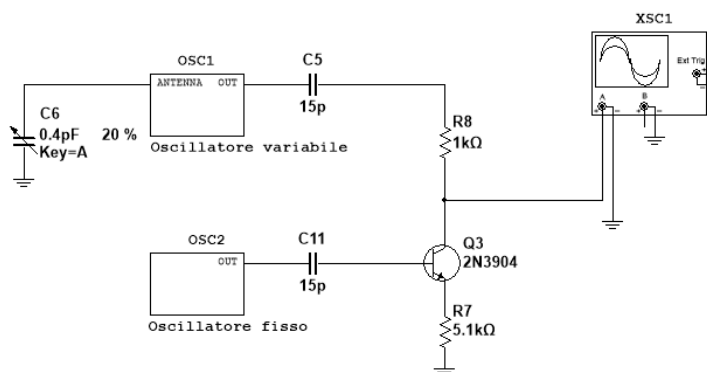 XSC1
Ext Trig
+
-
A
B
+ - + -
OSC1
ANTENNA OUT
Oscillatore variabile
C5
15p
C6
0.4pF 20 %
Key=A
R8
1kΩ
OSC2
OUT
Oscillatore fisso
C11
15p
Q3
2N3904
R7
5.1kΩ